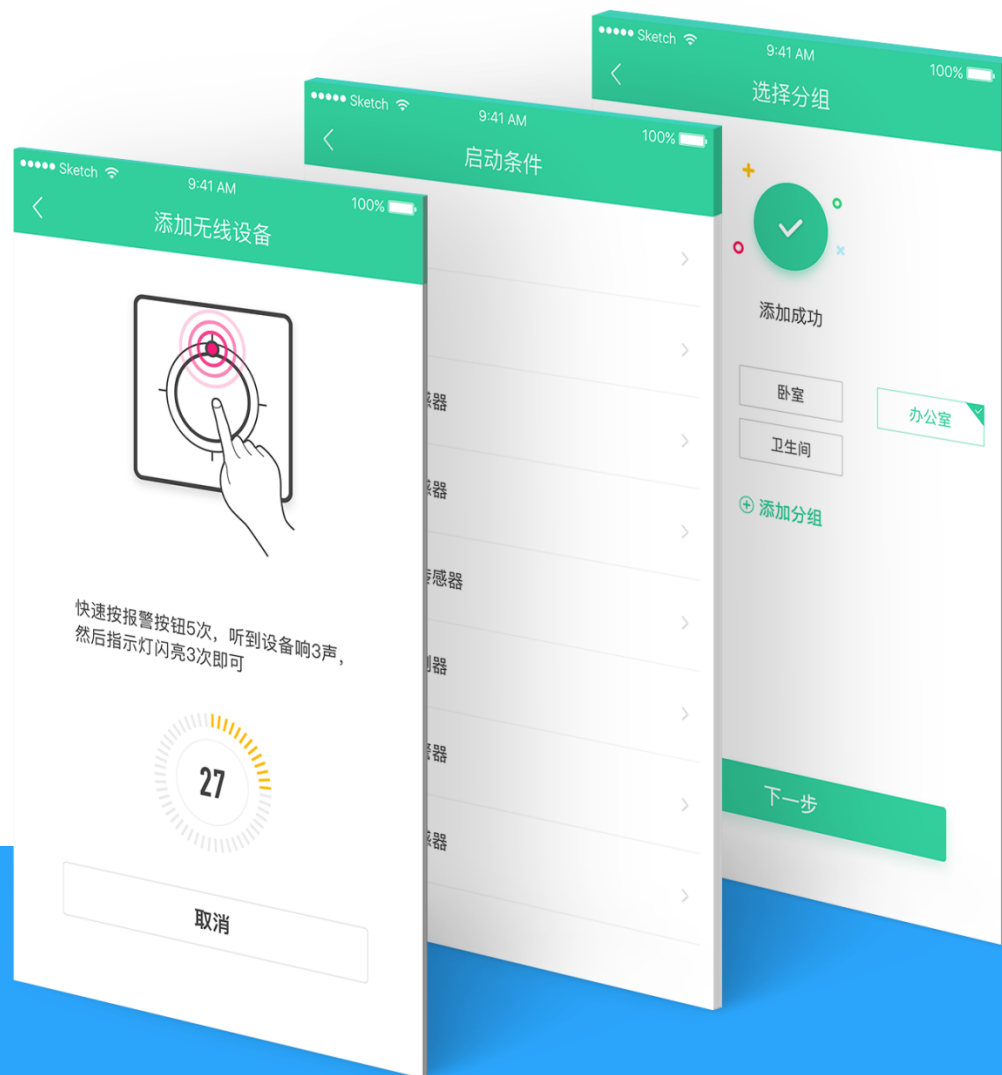 Sketch
9:41 AM
100%
添加无线设备
快速按报警按钮5次，听到设备响3声，
然后指示灯闪亮3次即可
27
取消
Sketch
9:41 AM
100%
启动条件
感器
器
传感器
器
警器
感器
Sketch
9:41 AM
100%
选择分组
添加成功
卧室
办公室
卫生间
添加分组
下一步